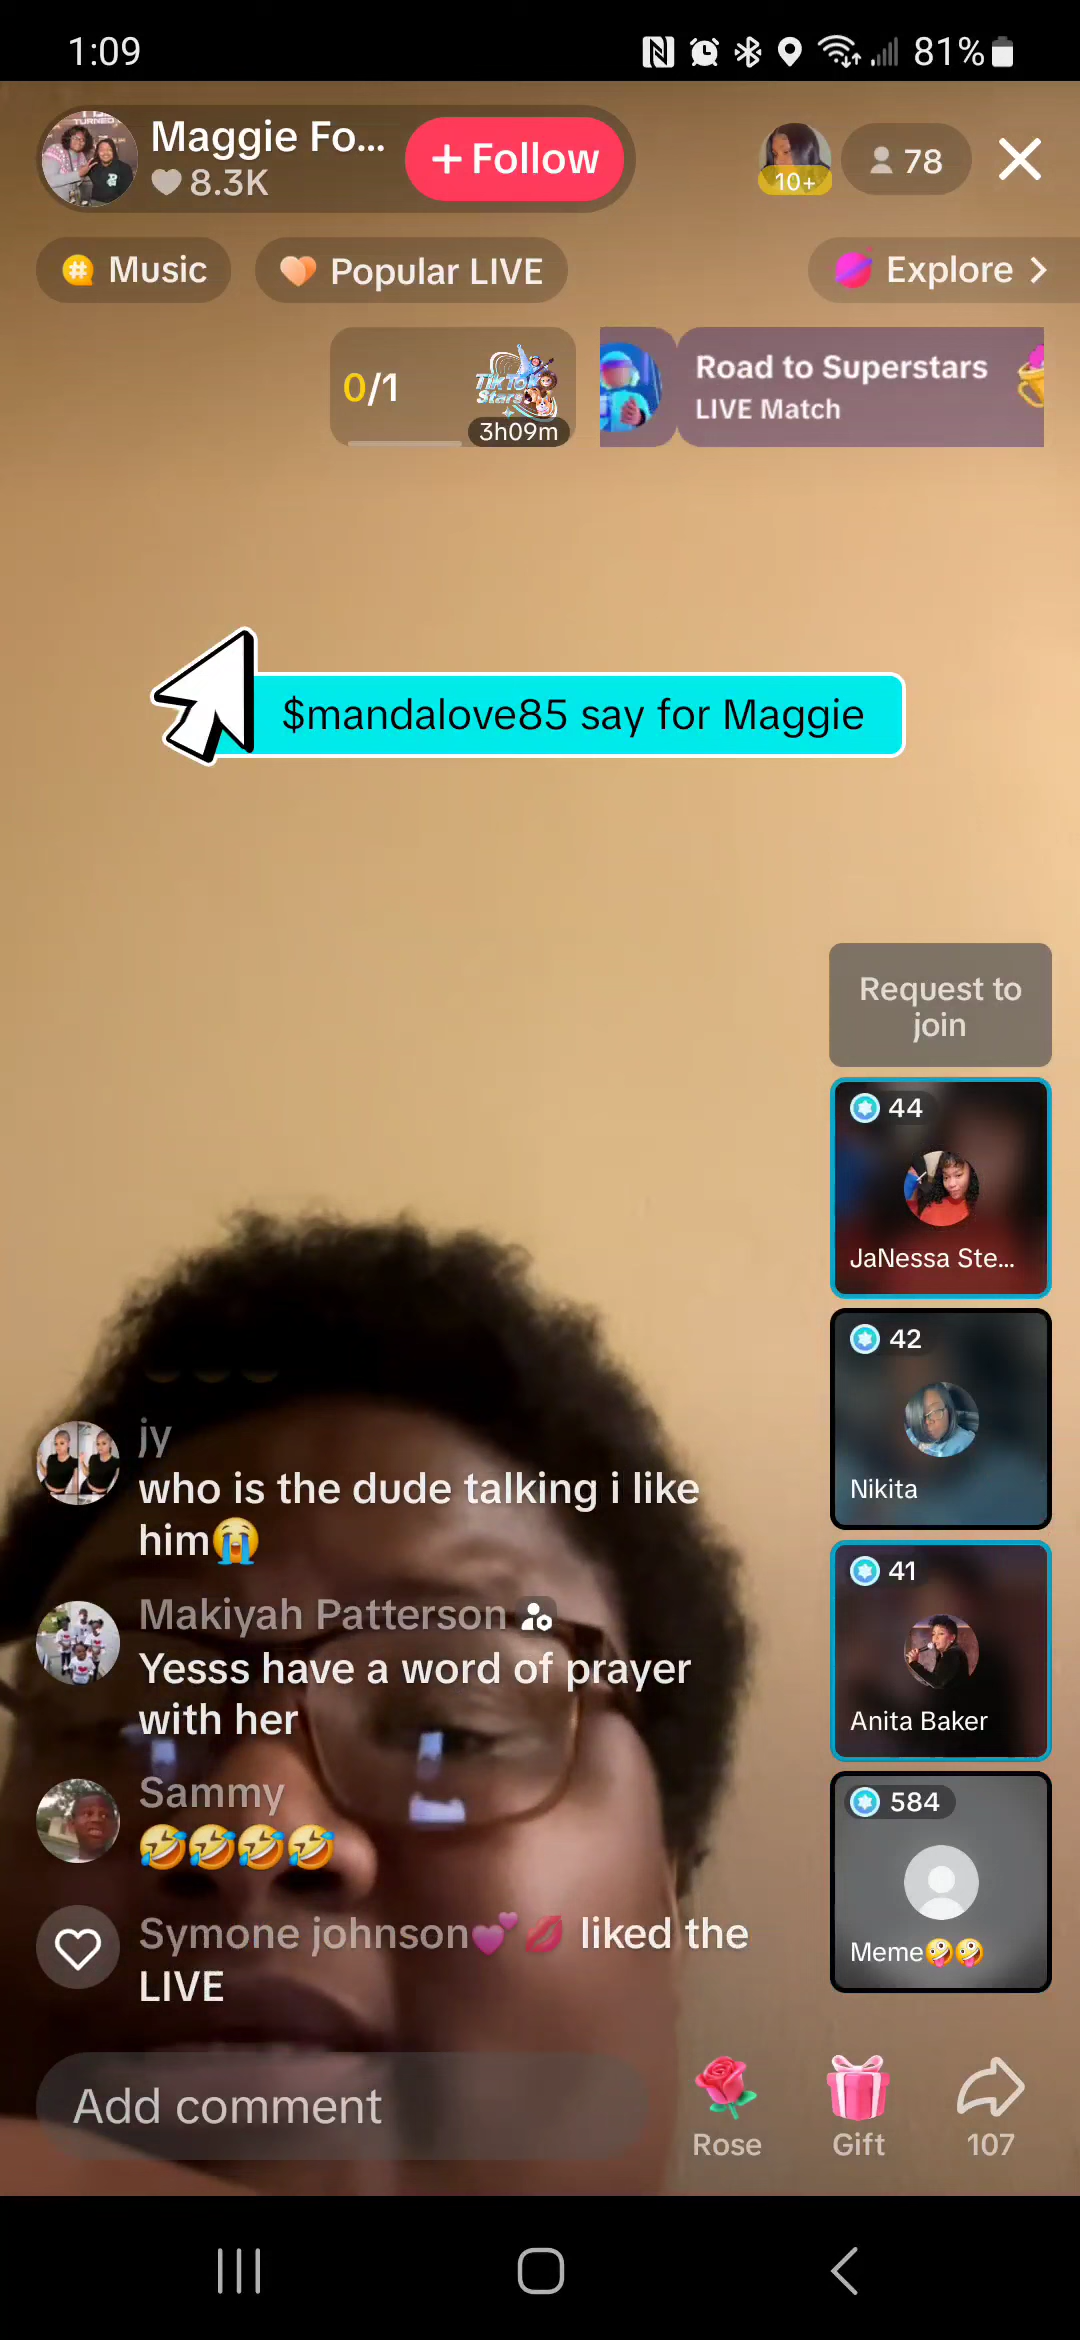 1:09
81%
Maggie Fo...
8.3K
+ Follow
10+
78
Music
Popular LIVE
Explore >
0/1
TikTok
Stars
3h09m
Road to Superstars
LIVE Match
$mandalove85 say for Maggie
Request to
join
44
JaNessa Ste...
42
Nikita
41
Anita Baker
584
Meme🤪🤪
jy
who is the dude talking i like
him😭
Makiyah Patterson
Yesss have a word of prayer
with her
Sammy
🤣🤣🤣🤣
Symone johnson💕💋 liked the
LIVE
Add comment
Rose
Gift
107